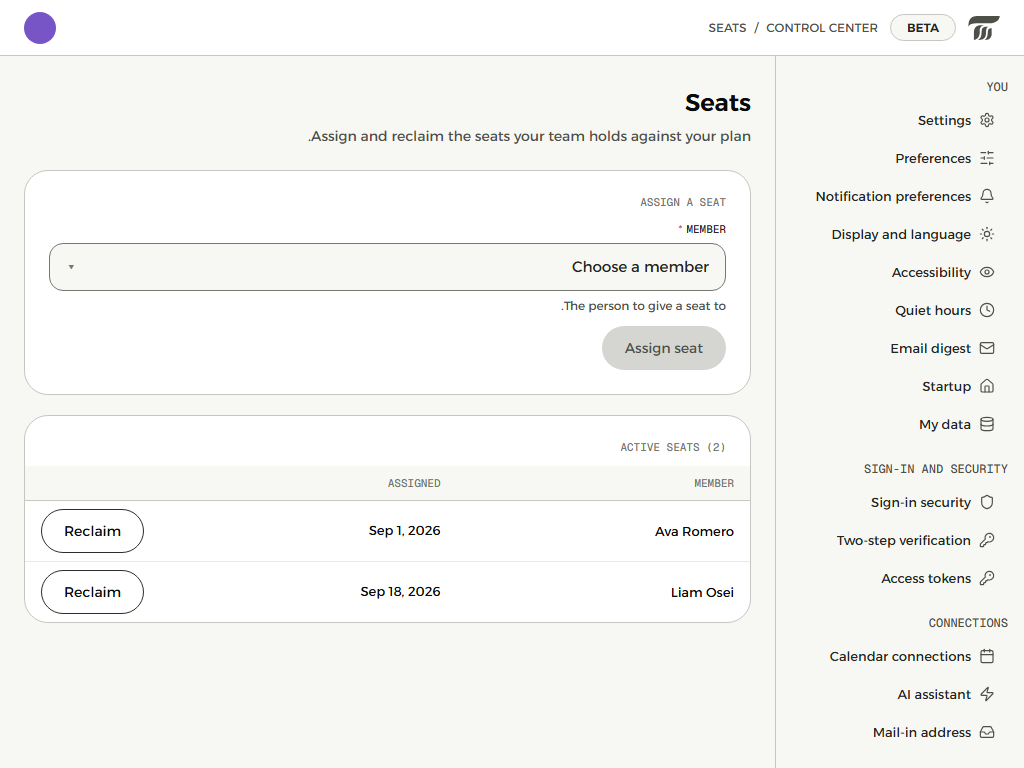 SEATS / CONTROL CENTER
BETA
YOU
Settings
Preferences
Notification preferences
Display and language
Accessibility
Quiet hours
Email digest
Startup
My data
SIGN-IN AND SECURITY
Sign-in security
Two-step verification
Access tokens
CONNECTIONS
Calendar connections
AI assistant
Mail-in address
Seats
.Assign and reclaim the seats your team holds against your plan
ASSIGN A SEAT
* MEMBER
Choose a member
.The person to give a seat to
Assign seat
ACTIVE SEATS (2)
MEMBER ASSIGNED
Ava Romero Sep 1, 2026 Reclaim
Liam Osei Sep 18, 2026 Reclaim